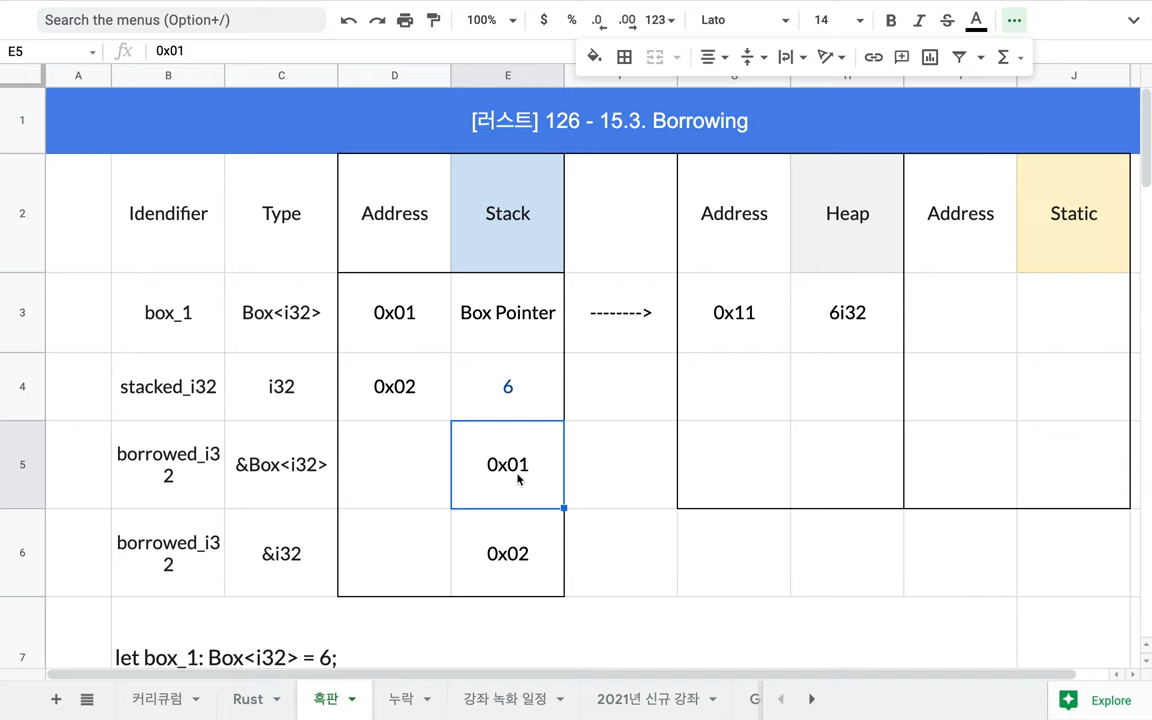 Search the menus (Option+/)
100%
$ % .0 .00 123
Lato
14
B I S A
E5
fx 0x01
A B C D E J
1 [러스트] 126 - 15.3. Borrowing
2 Idendifier Type Address Stack Address Heap Address Static
3 box_1 Box<i32> 0x01 Box Pointer --------> 0x11 6i32
4 stacked_i32 i32 0x02 6
5 borrowed_i3
2 &Box<i32> 0x01
6 borrowed_i3
2 &i32 0x02
7 let box_1: Box<i32> = 6;
커리큘럼 Rust 흑판 누락 강좌 녹화 일정 2021년 신규 강좌 G
Explore